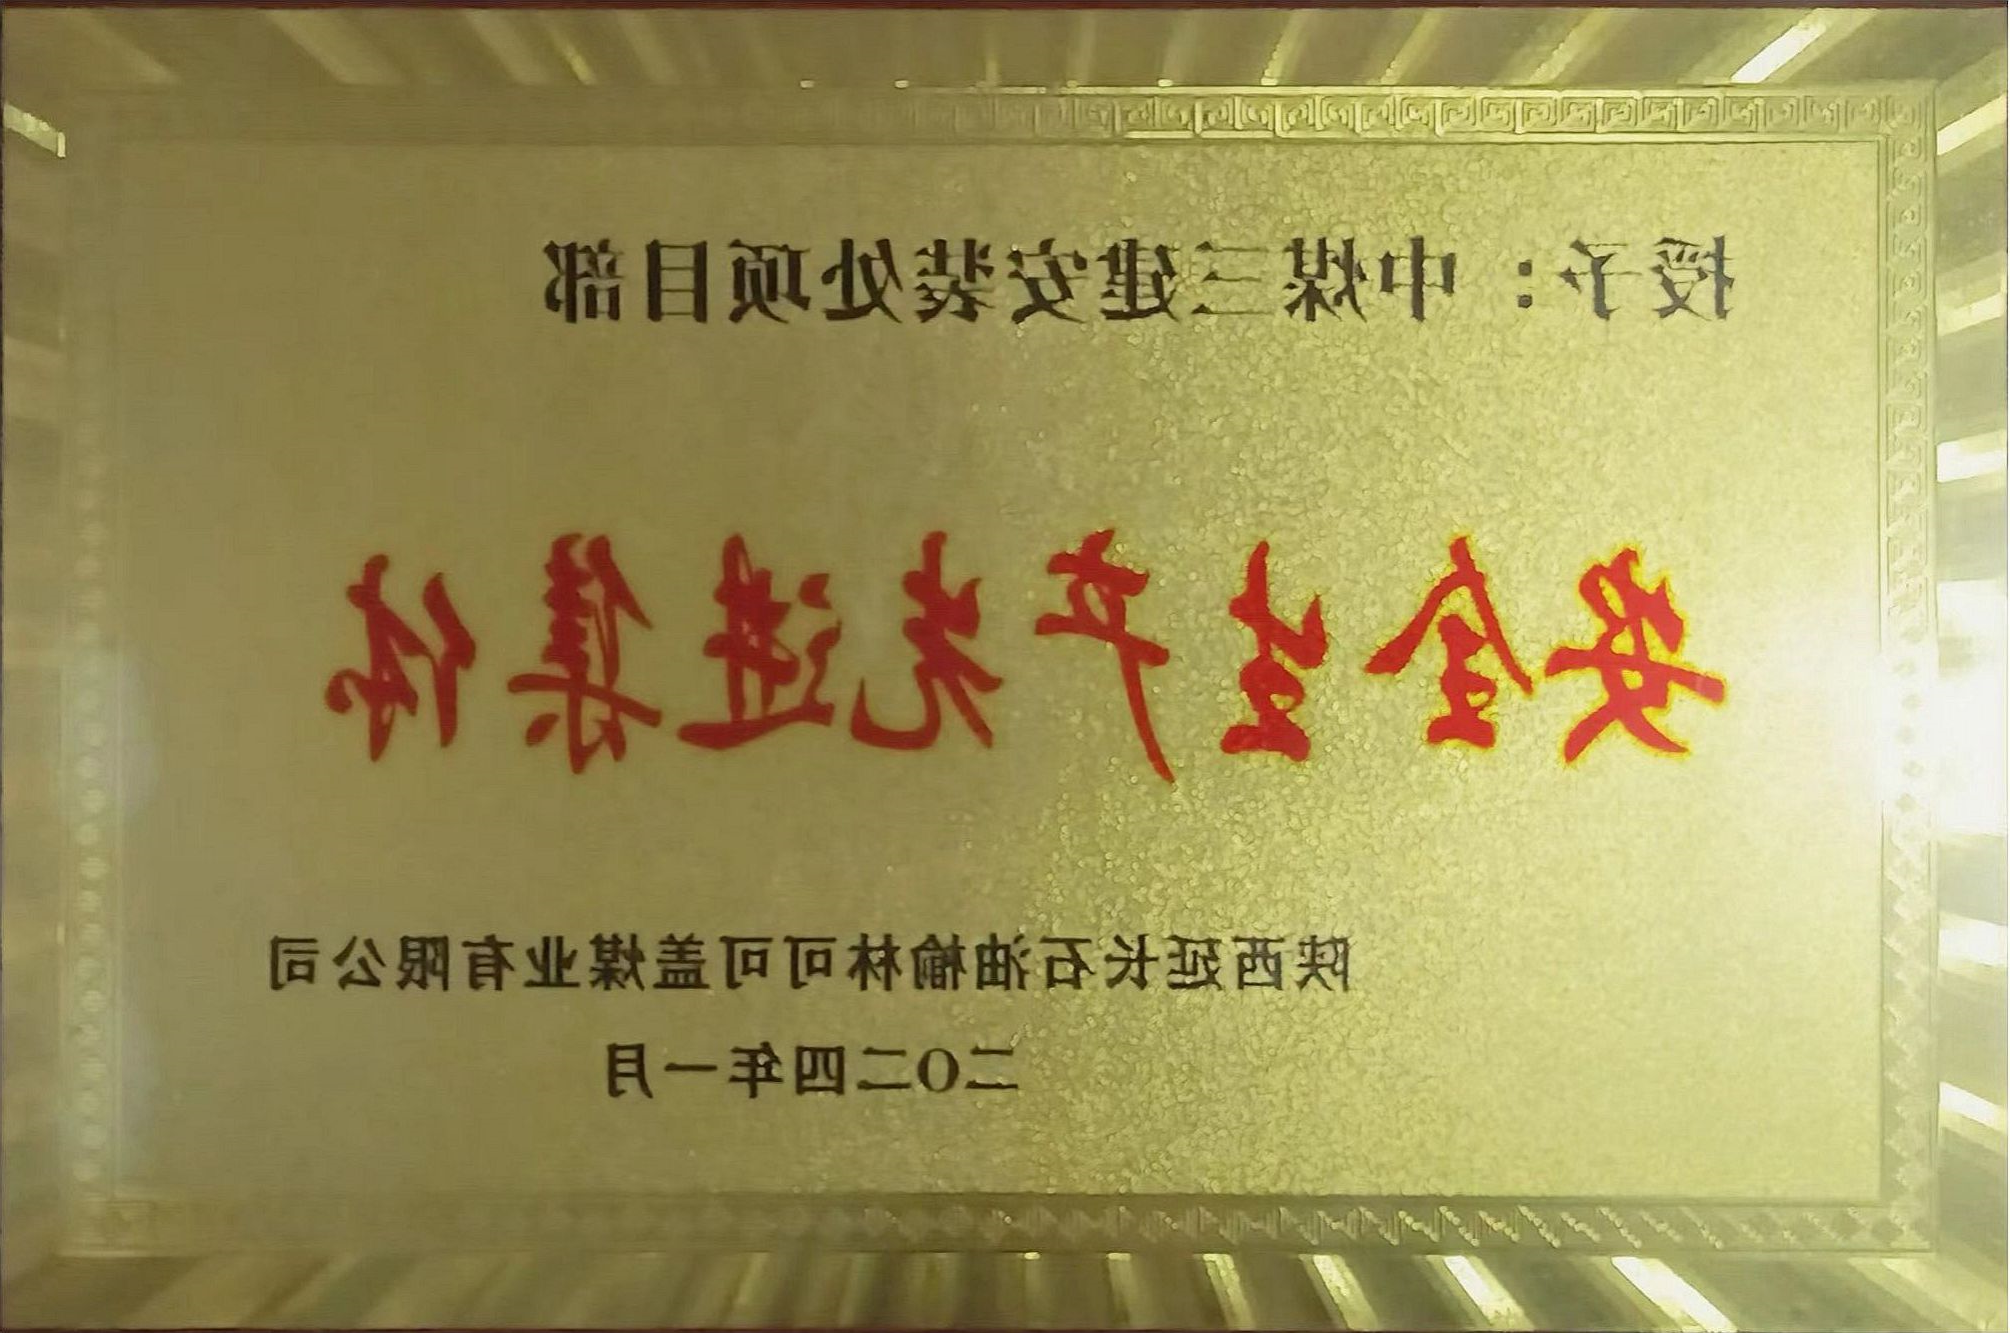 授予：中煤三建安装处项目部
安全生产先进集体
陕西延长石油榆林可可盖煤业有限公司
二〇二四年一月